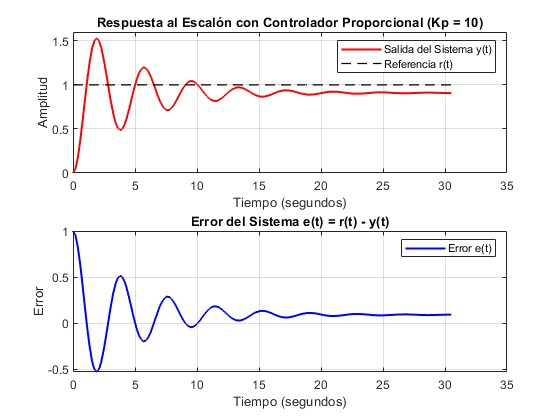 Respuesta al Escalón con Controlador Proporcional (Kp = 10)
Salida del Sistema y(t)
Referencia r(t)
Amplitud
1.5
1
0.5
0
0 5 10 15 20 25 30 35
Tiempo (segundos)
Error del Sistema e(t) = r(t) - y(t)
Error e(t)
Error
1
0.5
0
-0.5
0 5 10 15 20 25 30 35
Tiempo (segundos)